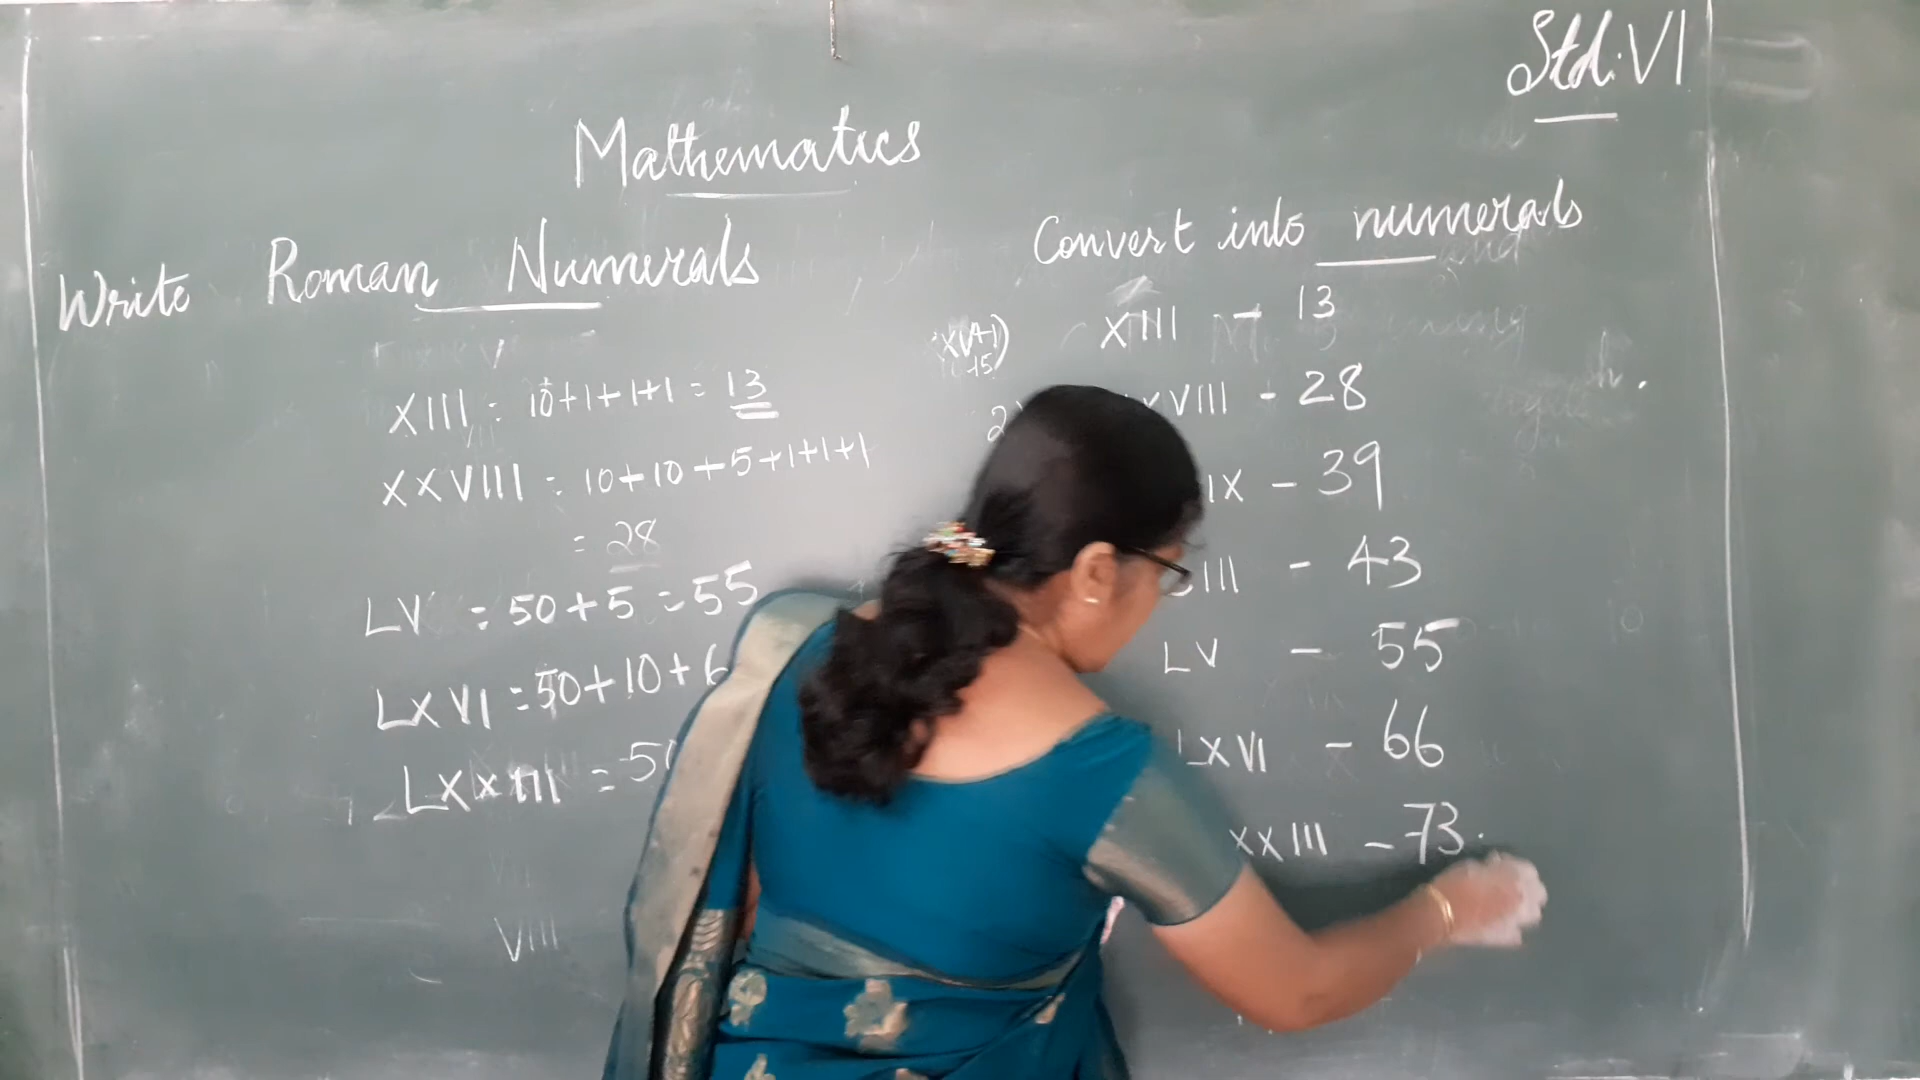 Std: VI
Mathematics
Write Roman Numerals
XIII = 10+1+1+1 = 13
XXVIII = 10+10+5+1+1+1
= 28
LV = 50+5 = 55
LXVI = 50+10+6
LXXIII = 50
VIII
Convert into numerals
XIII - 13
XVIII - 28
IX - 39
III - 43
LV - 55
LXVI - 66
XXIII - 73.